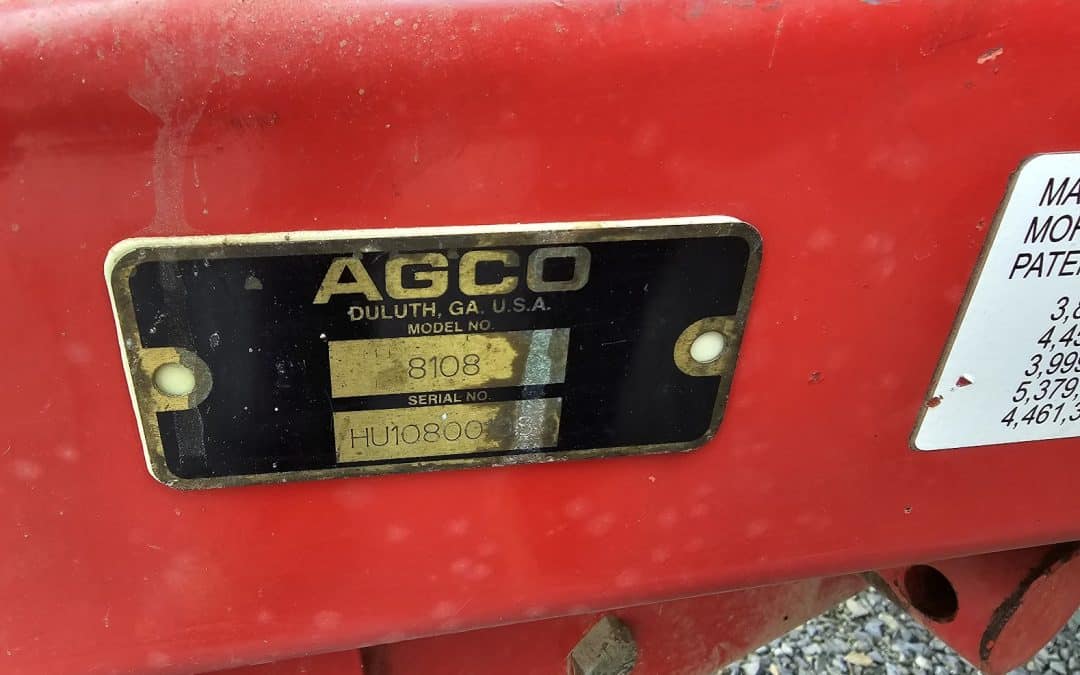 AGCO
DULUTH, GA. U.S.A.
MODEL NO.
8108
SERIAL NO.
HU10800
MA
MOR
PATE
3,8
4,45
3,999
5,379,
4,461,3